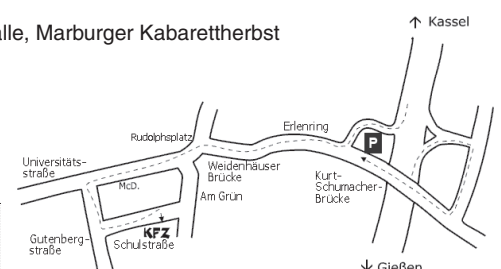 alle, Marburger Kabarettherbst
↑ Kassel
Erlenring
P
Rudolphsplatz
Universitäts-
straße
Weidenhäuser
Brücke
Kurt-
Schumacher-
Brücke
McD.
Am Grün
KFZ
Schulstraße
Gutenberg-
straße
↓ Gießen